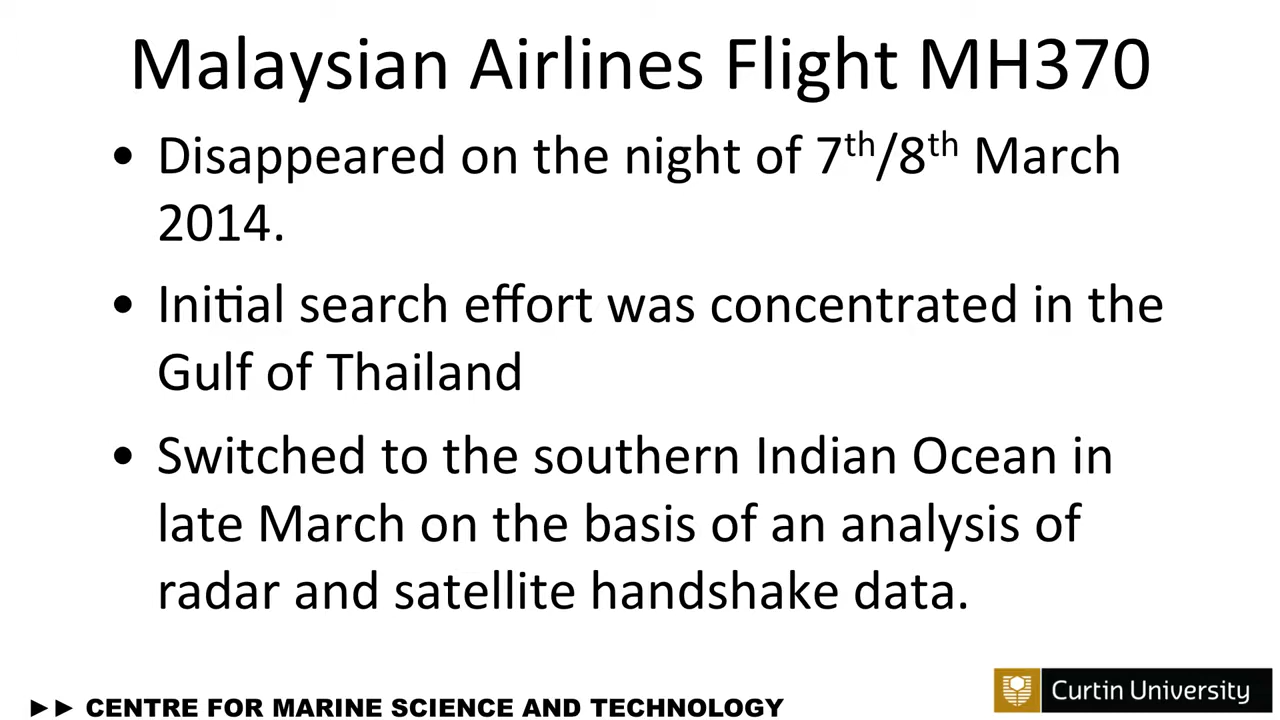 Malaysian Airlines Flight MH370
• Disappeared on the night of 7th/8th March
2014.
• Initial search effort was concentrated in the
Gulf of Thailand
• Switched to the southern Indian Ocean in
late March on the basis of an analysis of
radar and satellite handshake data.
►► CENTRE FOR MARINE SCIENCE AND TECHNOLOGY
Curtin University